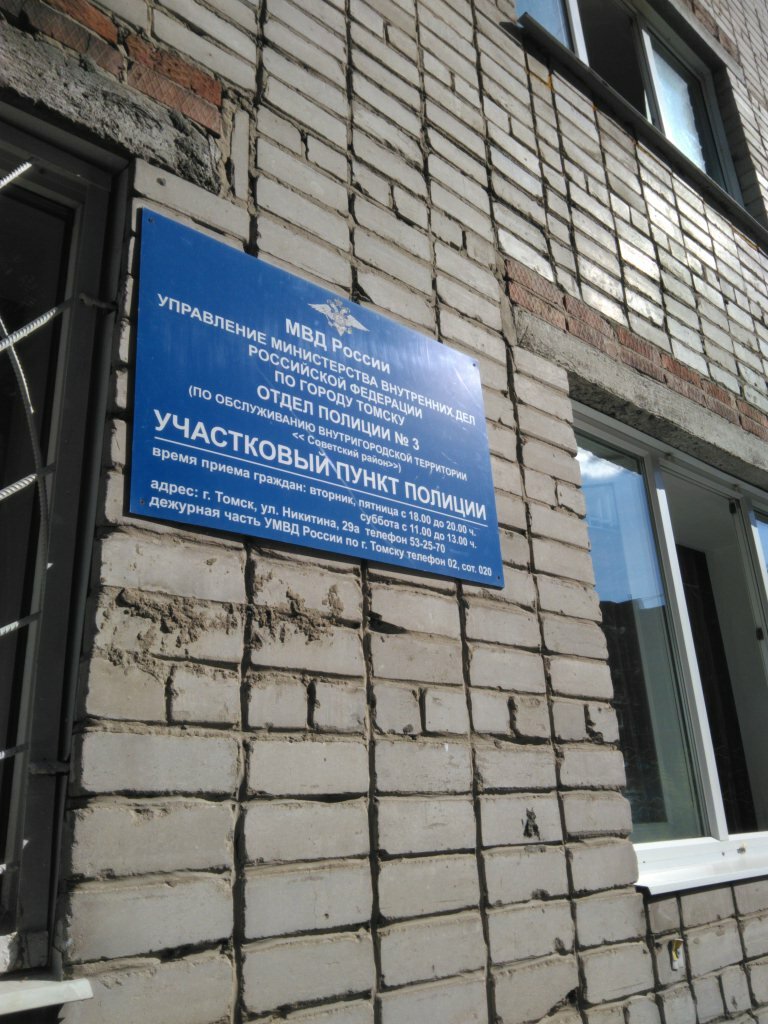 МВД России
УПРАВЛЕНИЕ МИНИСТЕРСТВА ВНУТРЕННИХ ДЕЛ
РОССИЙСКОЙ ФЕДЕРАЦИИ
ПО ГОРОДУ ТОМСКУ
ОТДЕЛ ПОЛИЦИИ № 3
(ПО ОБСЛУЖИВАНИЮ ВНУТРИГОРОДСКОЙ ТЕРРИТОРИИ
<< Советский район>>)
УЧАСТКОВЫЙ ПУНКТ ПОЛИЦИИ
время приема граждан: вторник, пятница с 18.00 до 20.00 ч.
суббота с 11.00 до 13.00 ч.
адрес: г. Томск, ул. Никитина, 29а телефон 53-25-70
дежурная часть УМВД России по г. Томску телефон 02, сот. 020